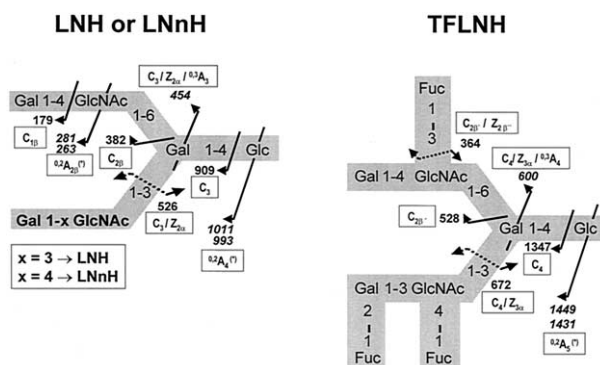 LNH or LNnH
C3/Z2α/0,3A3
454
Gal 1-4 GlcNAc
179
C1β
281
263
0,2A2β(*)
1-6
382
C2β
Gal 1-4 Glc
909
C3
1-3
526
C3/Z2α
Gal 1-x GlcNAc
1011
993
0,2A4(*)
x = 3 → LNH
x = 4 → LNnH
TFLNH
Fuc
1
3
C2β'/Z2β''
364
C4/Z3α/0,3A4
600
Gal 1-4 GlcNAc
1-6
C2β''
528
Gal 1-4 Glc
1347
C4
1-3
672
C4/Z3α
Gal 1-3 GlcNAc
2 4
1 1
Fuc Fuc
1449
1431
0,2A5(*)